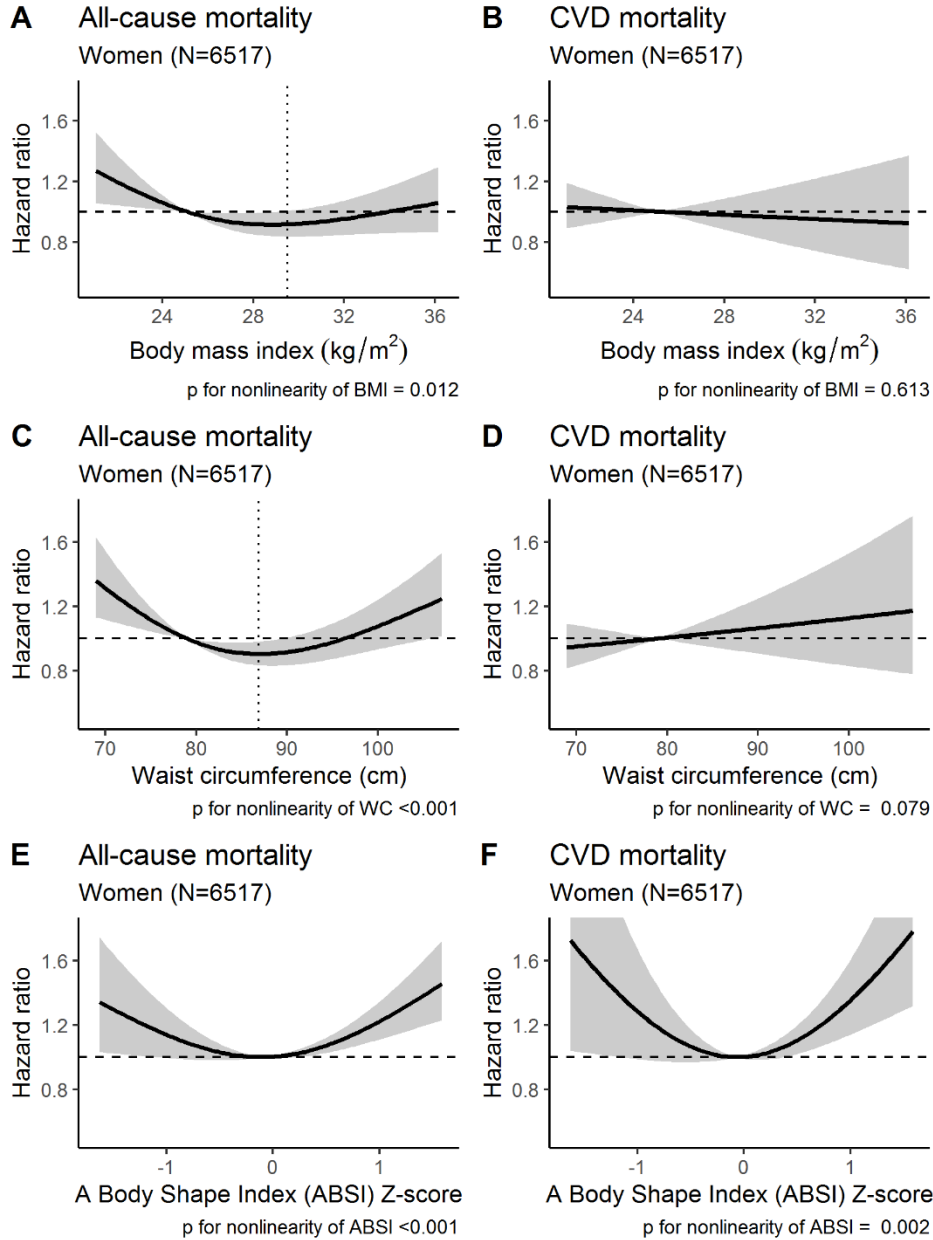 A All-cause mortality
Women (N=6517)
Hazard ratio
1.6
1.2
0.8
24 28 32 36
Body mass index (kg/m²)
p for nonlinearity of BMI = 0.012
B CVD mortality
Women (N=6517)
Hazard ratio
1.6
1.2
0.8
24 28 32 36
Body mass index (kg/m²)
p for nonlinearity of BMI = 0.613
C All-cause mortality
Women (N=6517)
Hazard ratio
1.6
1.2
0.8
70 80 90 100
Waist circumference (cm)
p for nonlinearity of WC <0.001
D CVD mortality
Women (N=6517)
Hazard ratio
1.6
1.2
0.8
70 80 90 100
Waist circumference (cm)
p for nonlinearity of WC = 0.079
E All-cause mortality
Women (N=6517)
Hazard ratio
1.6
1.2
0.8
-1 0 1
A Body Shape Index (ABSI) Z-score
p for nonlinearity of ABSI <0.001
F CVD mortality
Women (N=6517)
Hazard ratio
1.6
1.2
0.8
-1 0 1
A Body Shape Index (ABSI) Z-score
p for nonlinearity of ABSI = 0.002